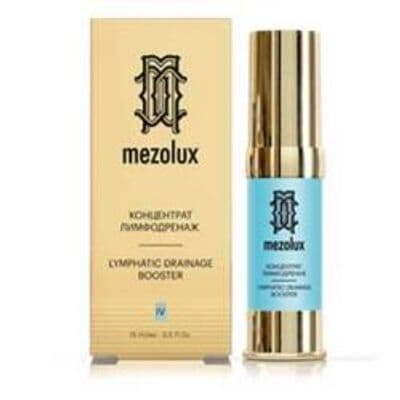 mezolux
КОНЦЕНТРАТ
ЛИМФОДРЕНАЖ
LYMPHATIC DRAINAGE
BOOSTER
IV
mezolux
КОНЦЕНТРАТ
ЛИМФОДРЕНАЖ
LYMPHATIC DRAINAGE
BOOSTER